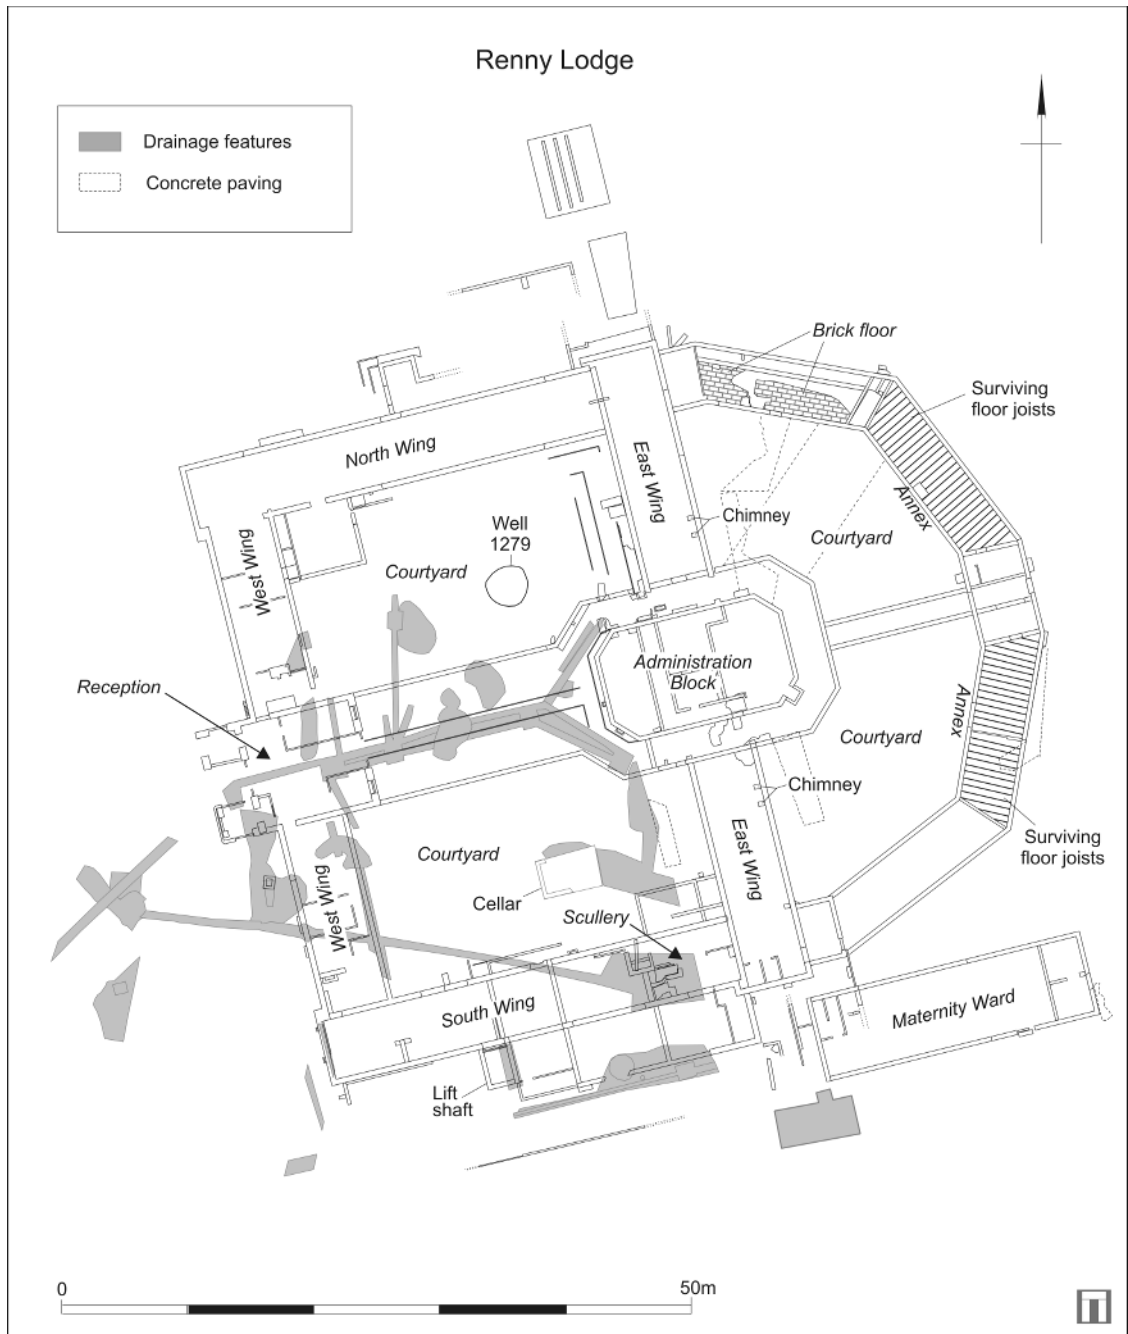 Renny Lodge
Drainage features
Concrete paving
Brick floor
Surviving
floor joists
North Wing
East Wing
Annex
Chimney
Well
1279
Courtyard
Courtyard
West Wing
Administration
Block
Reception
Annex
Courtyard
Chimney
Courtyard
East Wing
Surviving
floor joists
West Wing
Cellar
Scullery
South Wing
Maternity Ward
Lift
shaft
0
50m